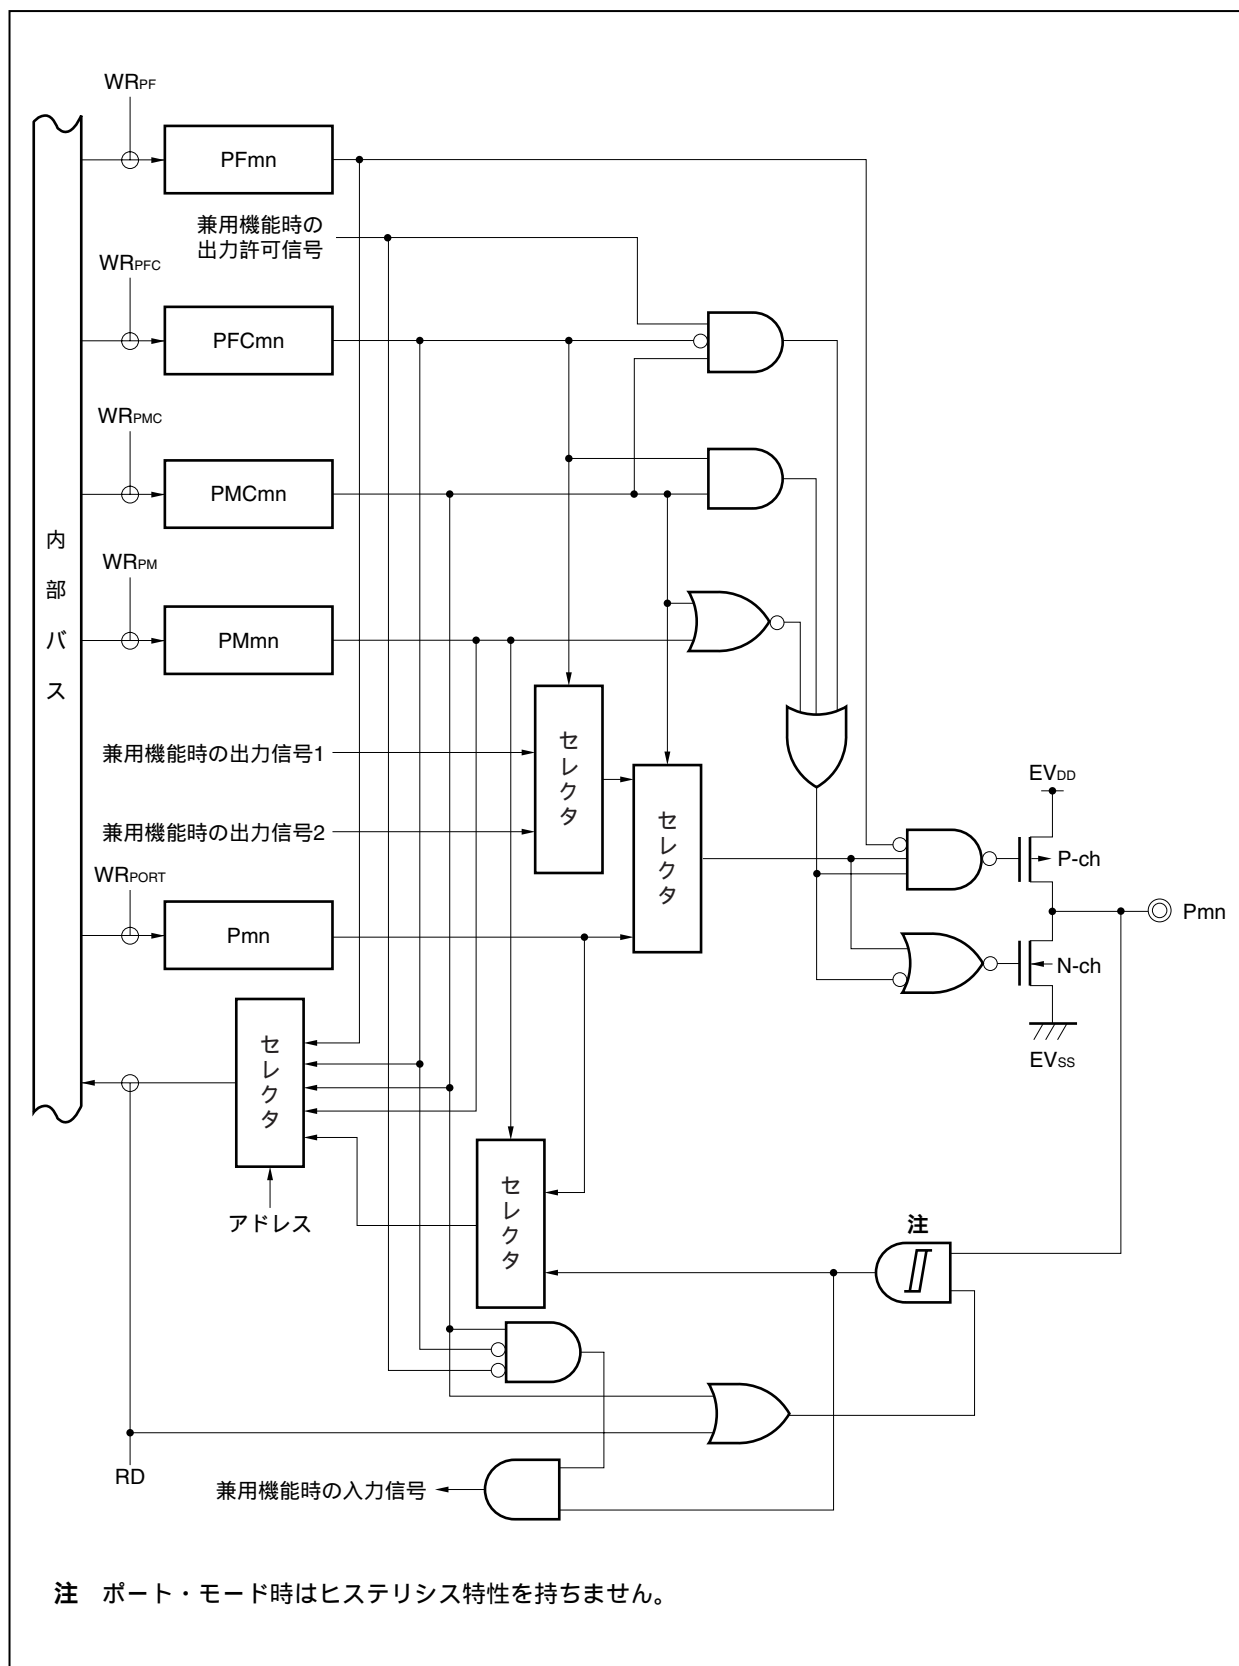 WRPF
PFmn
兼用機能時の
出力許可信号
WRPFC
PFCmn
WRPMC
PMCmn
内部バス
WRPM
PMmn
兼用機能時の出力信号1
セレクタ
兼用機能時の出力信号2
セレクタ
EVDD
P-ch
WRPORT
Pmn
Pmn
N-ch
EVSS
セレクタ
アドレス
セレクタ
注
RD
兼用機能時の入力信号
注 ポート・モード時はヒステリシス特性を持ちません。